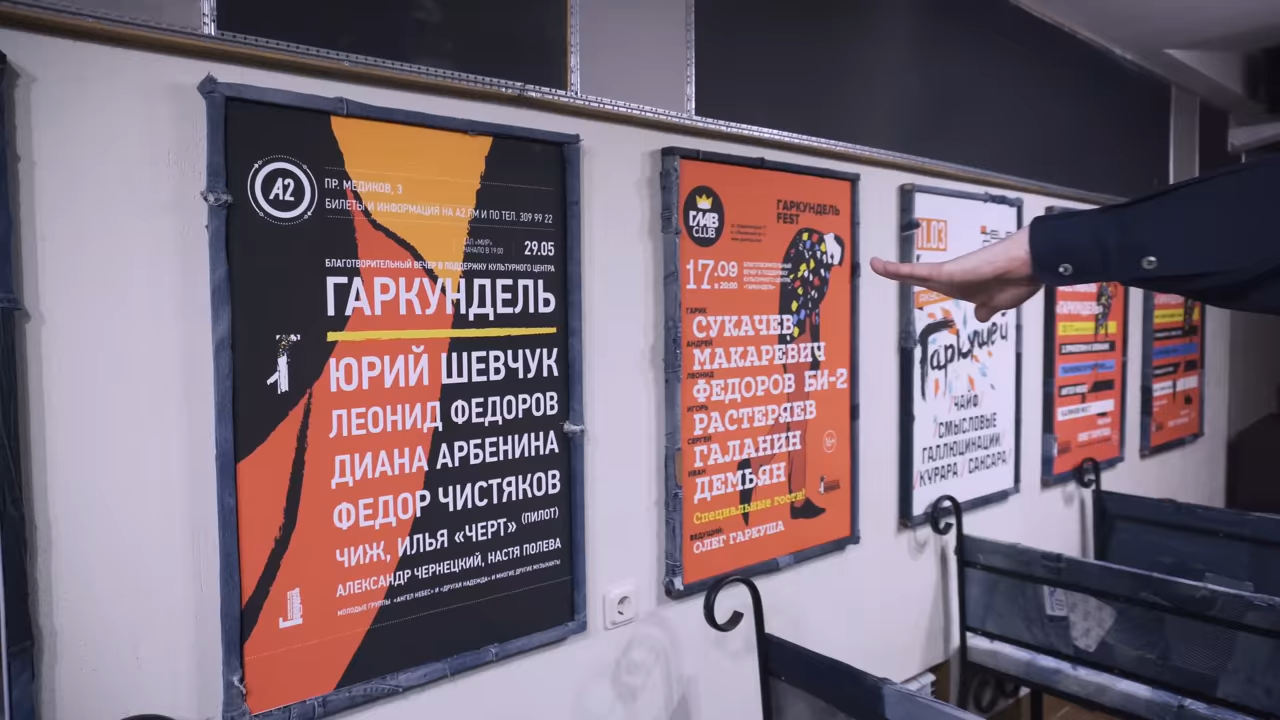 A2
ПР. МЕДИКОВ, 3
БИЛЕТЫ И ИНФОРМАЦИЯ НА A2.FM И ПО ТЕЛ. 309 99 22
ЗАЛ «МИР»
НАЧАЛО В 19.00
29.05
БЛАГОТВОРИТЕЛЬНЫЙ ВЕЧЕР В ПОДДЕРЖКУ КУЛЬТУРНОГО ЦЕНТРА
ГАРКУНДЕЛЬ
ЮРИЙ ШЕВЧУК
ЛЕОНИД ФЕДОРОВ
ДИАНА АРБЕНИНА
ФЕДОР ЧИСТЯКОВ
ЧИЖ, ИЛЬЯ «ЧЕРТ» (ПИЛОТ)
АЛЕКСАНДР ЧЕРНЕЦКИЙ, НАСТЯ ПОЛЕВА
МОЛОДЫЕ ГРУППЫ «АНГЕЛ НЕБЕС» И «ДРУГАЯ НАДЕЖДА» И МНОГИЕ ДРУГИЕ МУЗЫКАНТЫ
ГЛАВ
CLUB
ГАРКУНДЕЛЬ
FEST
17.09
в 20:00
БЛАГОТВОРИТЕЛЬНЫЙ
ВЕЧЕР В ПОДДЕРЖКУ
КУЛЬТУРНОГО ЦЕНТРА
«ГАРКУНДЕЛЬ»
ГАРИК
СУКАЧЕВ
АНДРЕЙ
МАКАРЕВИЧ
ЛЕОНИД
ФЕДОРОВ БИ-2
ИГОРЬ
РАСТЕРЯЕВ
СЕРГЕЙ
ГАЛАНИН
ИВАН
ДЕМЬЯН
Специальные гости!
ВЕДУЩИЙ:
ОЛЕГ ГАРКУША
16+
11.03
Гаркушей
/ЧАЙФ/
/СМЫСЛОВЫЕ
ГАЛЛЮЦИНАЦИИ/
/КУРАРА / САНСАРА/